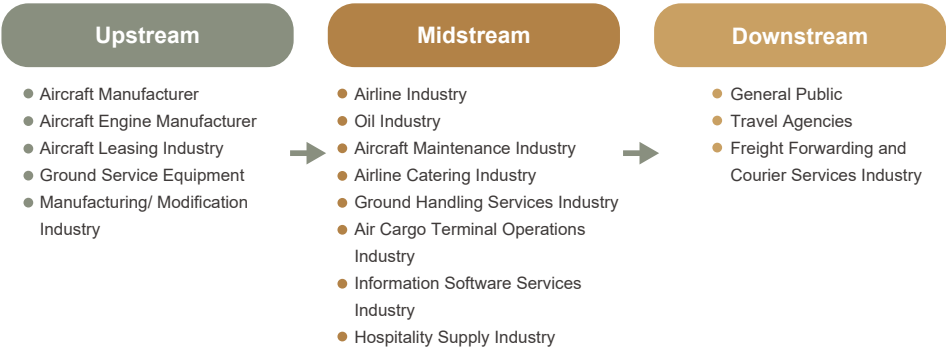 Upstream
Aircraft Manufacturer
Aircraft Engine Manufacturer
Aircraft Leasing Industry
Ground Service Equipment
Manufacturing/ Modification
Industry
Midstream
Airline Industry
Oil Industry
Aircraft Maintenance Industry
Airline Catering Industry
Ground Handling Services Industry
Air Cargo Terminal Operations
Industry
Information Software Services
Industry
Hospitality Supply Industry
Downstream
General Public
Travel Agencies
Freight Forwarding and
Courier Services Industry